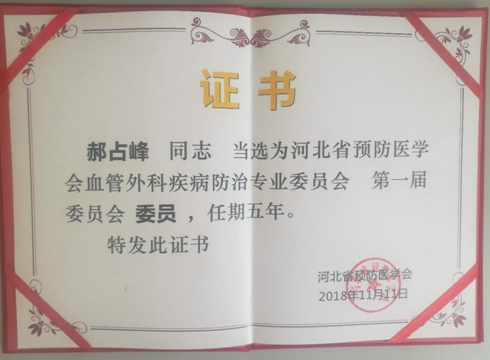 证书
郝占峰 同志 当选为河北省预防医学
会血管外科疾病防治专业委员会 第一届
委员会 委员 ，任期五年。
特发此证书
河北省预防医学会
2018年11月11日